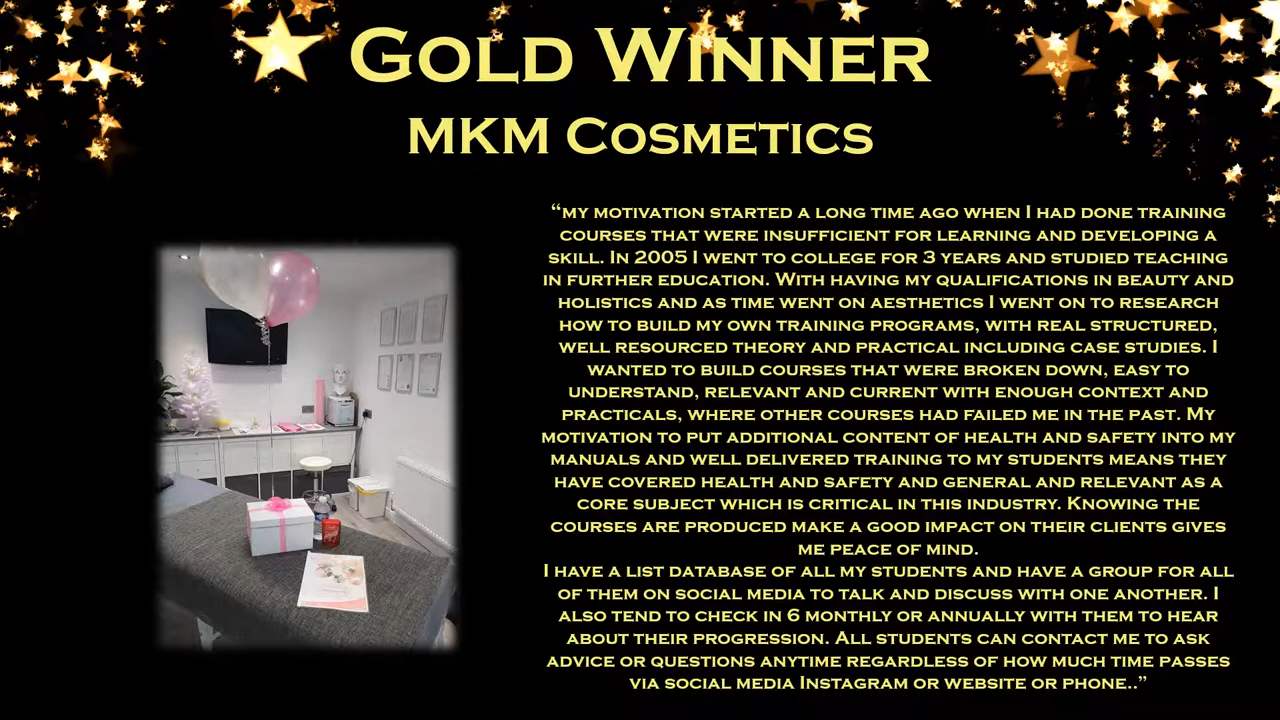 Gold Winner
MKM Cosmetics
“my motivation started a long time ago when I had done training
courses that were insufficient for learning and developing a
skill. In 2005 I went to college for 3 years and studied teaching
in further education. With having my qualifications in beauty and
holistics and as time went on aesthetics I went on to research
how to build my own training programs, with real structured,
well resourced theory and practical including case studies. I
wanted to build courses that were broken down, easy to
understand, relevant and current with enough context and
practicals, where other courses had failed me in the past. My
motivation to put additional content of health and safety into my
manuals and well delivered training to my students means they
have covered health and safety and general and relevant as a
core subject which is critical in this industry. Knowing the
courses are produced make a good impact on their clients gives
me peace of mind.
I have a list database of all my students and have a group for all
of them on social media to talk and discuss with one another. I
also tend to check in 6 monthly or annually with them to hear
about their progression. All students can contact me to ask
advice or questions anytime regardless of how much time passes
via social media Instagram or website or phone..”